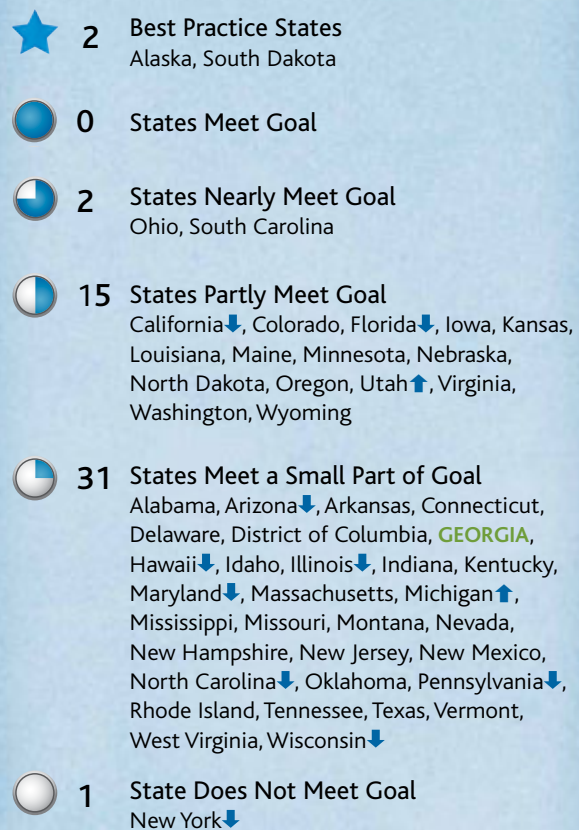 2 Best Practice States
Alaska, South Dakota
0 States Meet Goal
2 States Nearly Meet Goal
Ohio, South Carolina
15 States Partly Meet Goal
California⬇, Colorado, Florida⬇, Iowa, Kansas,
Louisiana, Maine, Minnesota, Nebraska,
North Dakota, Oregon, Utah⬆, Virginia,
Washington, Wyoming
31 States Meet a Small Part of Goal
Alabama, Arizona⬇, Arkansas, Connecticut,
Delaware, District of Columbia, GEORGIA,
Hawaii⬇, Idaho, Illinois⬇, Indiana, Kentucky,
Maryland⬇, Massachusetts, Michigan⬆,
Mississippi, Missouri, Montana, Nevada,
New Hampshire, New Jersey, New Mexico,
North Carolina⬇, Oklahoma, Pennsylvania⬇,
Rhode Island, Tennessee, Texas, Vermont,
West Virginia, Wisconsin⬇
1 State Does Not Meet Goal
New York⬇